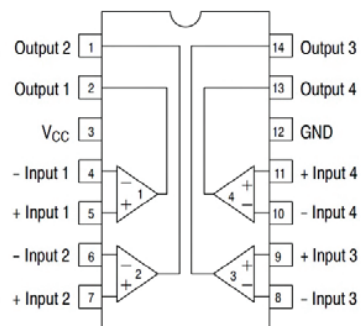 Output 2 1 14 Output 3
Output 1 2 13 Output 4
VCC 3 12 GND
- Input 1 4 - + 11 + Input 4
1 4
+ Input 1 5 + - 10 - Input 4
- Input 2 6 - + 9 + Input 3
2 3
+ Input 2 7 + - 8 - Input 3